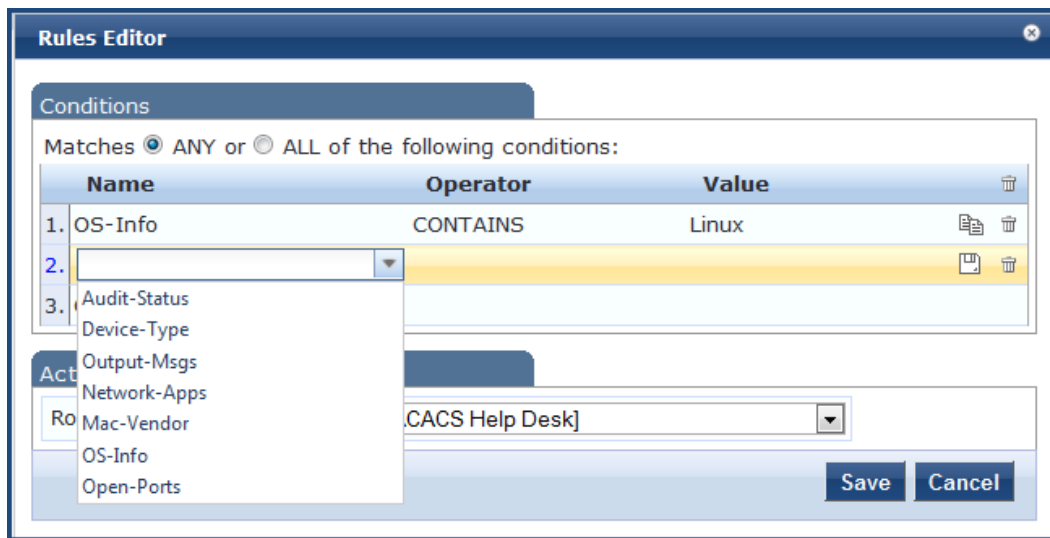 Rules Editor
Conditions
Matches ANY or ALL of the following conditions:
Name Operator Value
1. OS-Info CONTAINS Linux
2.
3.
Audit-Status
Device-Type
Output-Msgs
Network-Apps
Mac-Vendor
OS-Info
Open-Ports
Act
Ro CACS Help Desk]
Save Cancel